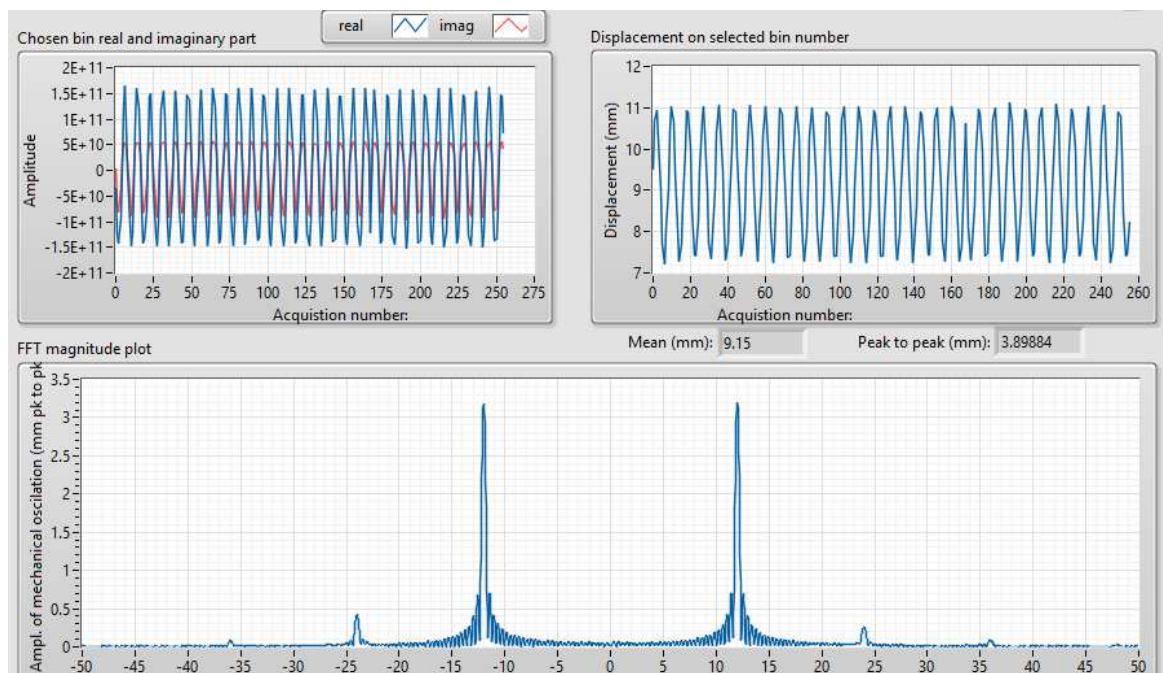 real imag
Chosen bin real and imaginary part
2E+11
1.5E+11
1E+11
5E+10
0
-5E+10
-1E+11
-1.5E+11
-2E+11
Amplitude
0 25 50 75 100 125 150 175 200 225 250 275
Acquistion number:
Displacement on selected bin number
12
11
10
9
8
7
Displacement (mm)
0 20 40 60 80 100 120 140 160 180 200 220 240 260
Acquisition number:
Mean (mm): 9.15 Peak to peak (mm): 3.89884
FFT magnitude plot
3.5
3
2.5
2
1.5
1
0.5
0
Ampl. of mechanical oscilation (mm pk to pk
-50 -45 -40 -35 -30 -25 -20 -15 -10 -5 0 5 10 15 20 25 30 35 40 45 50